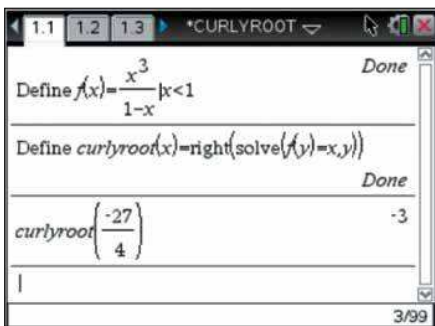 1.1 1.2 1.3 *CURLYROOT
Define f(x)=x^3/(1-x)|x<1 Done
Define curlyroot(x)=right(solve(f(y)=x,y))
Done
curlyroot(-27/4) -3
3/99